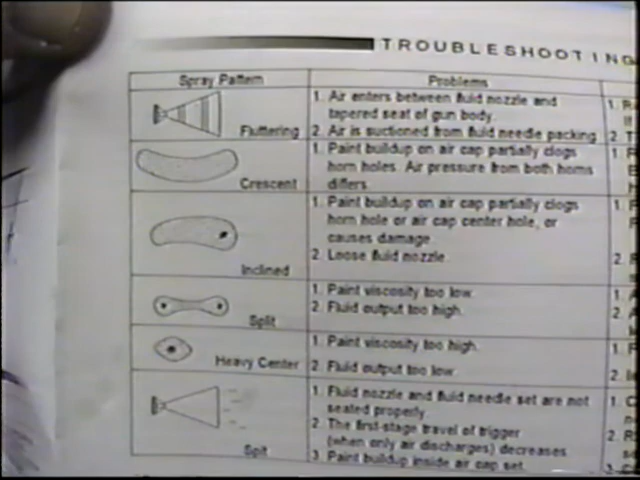 TROUBLESHOOTING
Spray Pattern
Problems
Fluttering
1. Air enters between fluid nozzle and
tapered seat of gun body.
2. Air is suctioned from fluid needle packing
Crescent
1. Paint buildup on air cap partially clogs
horn holes. Air pressure from both horns
differs.
Inclined
1. Paint buildup on air cap partially clogs
horn hole or air cap center hole, or
causes damage.
2. Loose fluid nozzle.
Split
1. Paint viscosity too low.
2. Fluid output too high.
Heavy Center
1. Paint viscosity too high.
2. Fluid output too low.
Spit
1. Fluid nozzle and fluid needle set are not
seated properly.
2. The first-stage travel of trigger
(when only air discharges) decreases.
3. Paint buildup inside air cap set.